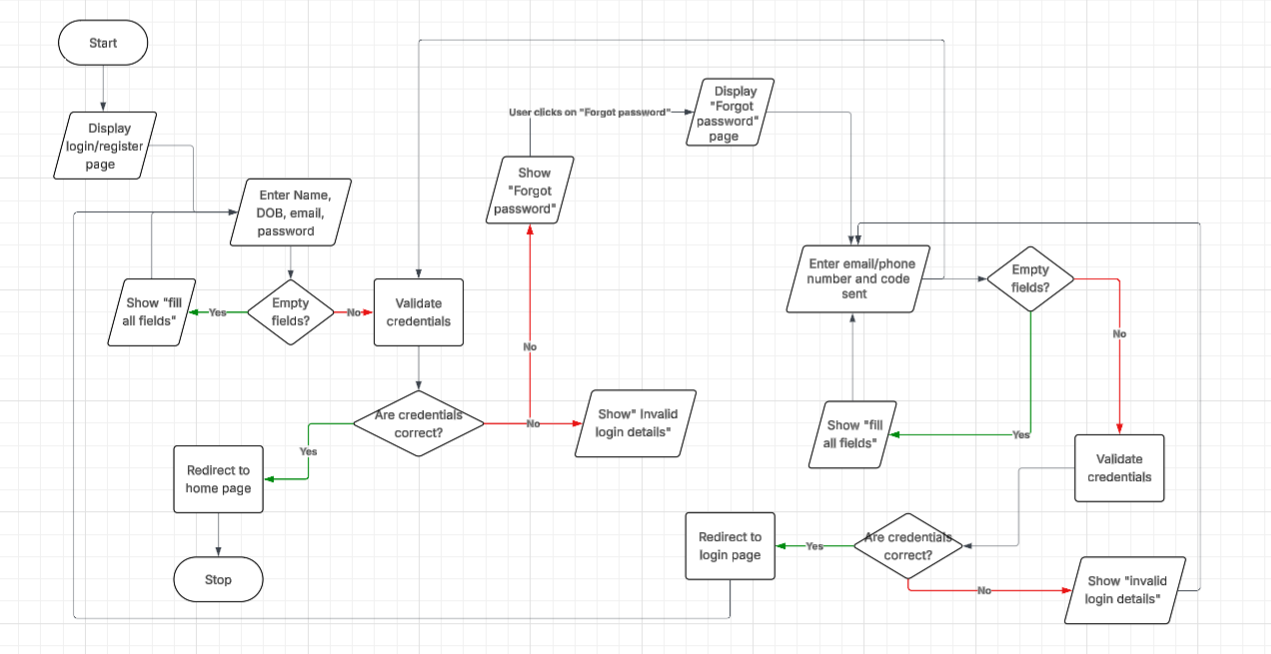 Start
Display
login/register
page
Enter Name,
DOB, email,
password
Show "fill
all fields"
Yes
Empty
fields?
No
Validate
credentials
Are credentials
correct?
Yes
Redirect to
home page
Stop
No
No
Show" Invalid
login details"
Show
"Forgot
password"
User clicks on "Forgot password"
Display
"Forgot
password"
page
Enter email/phone
number and code
sent
Empty
fields?
No
Yes
Show "fill
all fields"
Validate
credentials
Are credentials
correct?
Yes
Redirect to
login page
No
Show "invalid
login details"